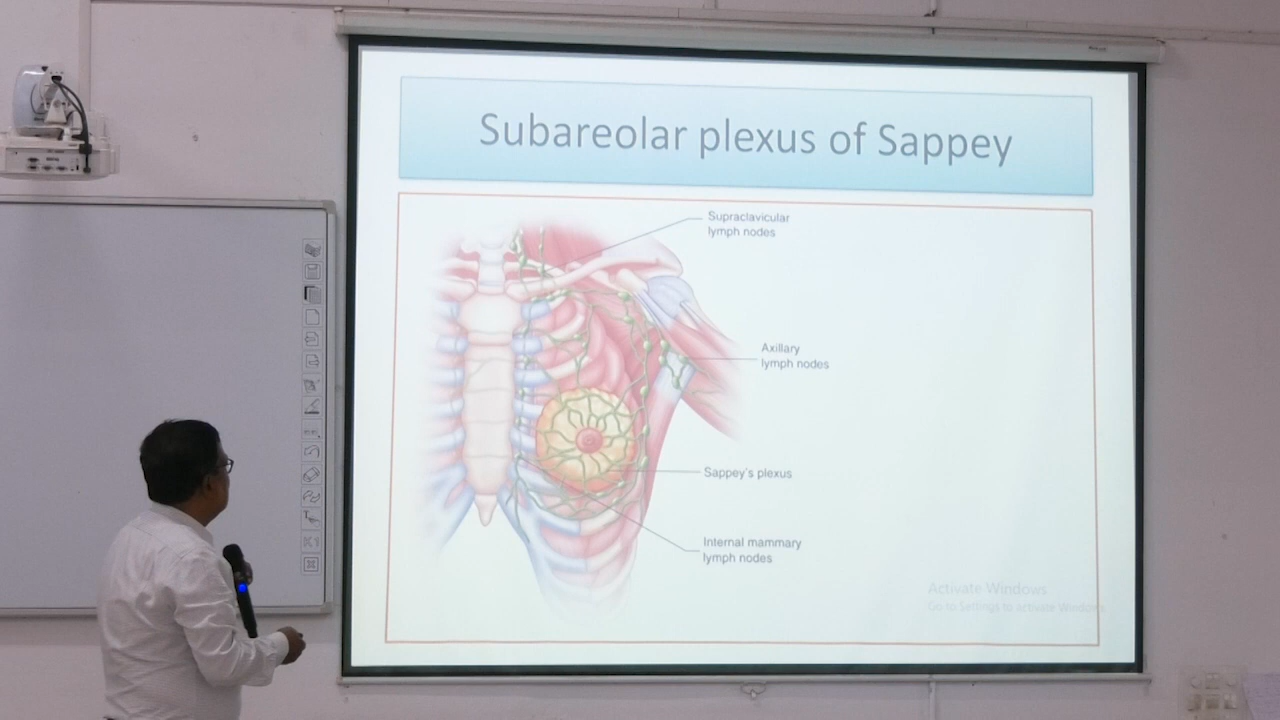 Subareolar plexus of Sappey
Supraclavicular
lymph nodes
Axillary
lymph nodes
Sappey's plexus
Internal mammary
lymph nodes
Activate Windows
Go to Settings to activate Windows